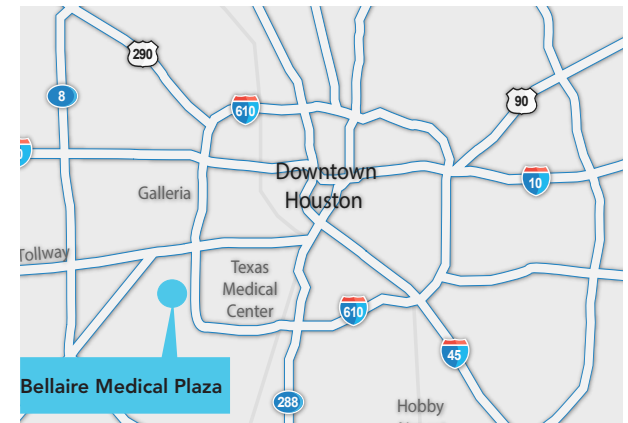 290
8
610
90
0
Downtown
Houston
10
Galleria
Tollway
Texas
Medical
Center
610
45
Bellaire Medical Plaza
288
Hobby